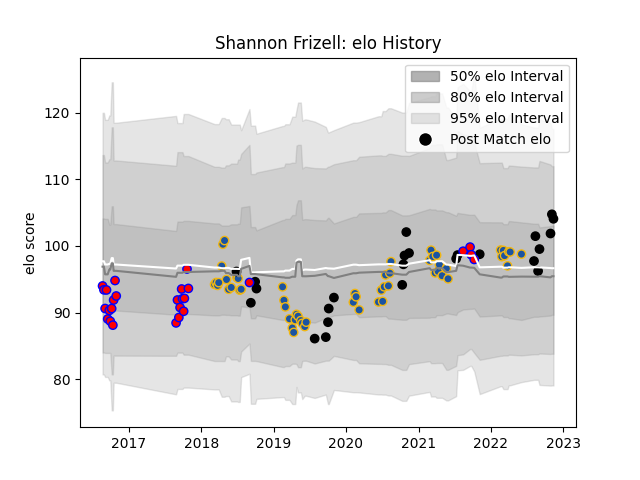 Shannon Frizell: elo History
50% elo Interval
80% elo Interval
95% elo Interval
Post Match elo
elo score
120
110
100
90
80
2017
2018
2019
2020
2021
2022
2023